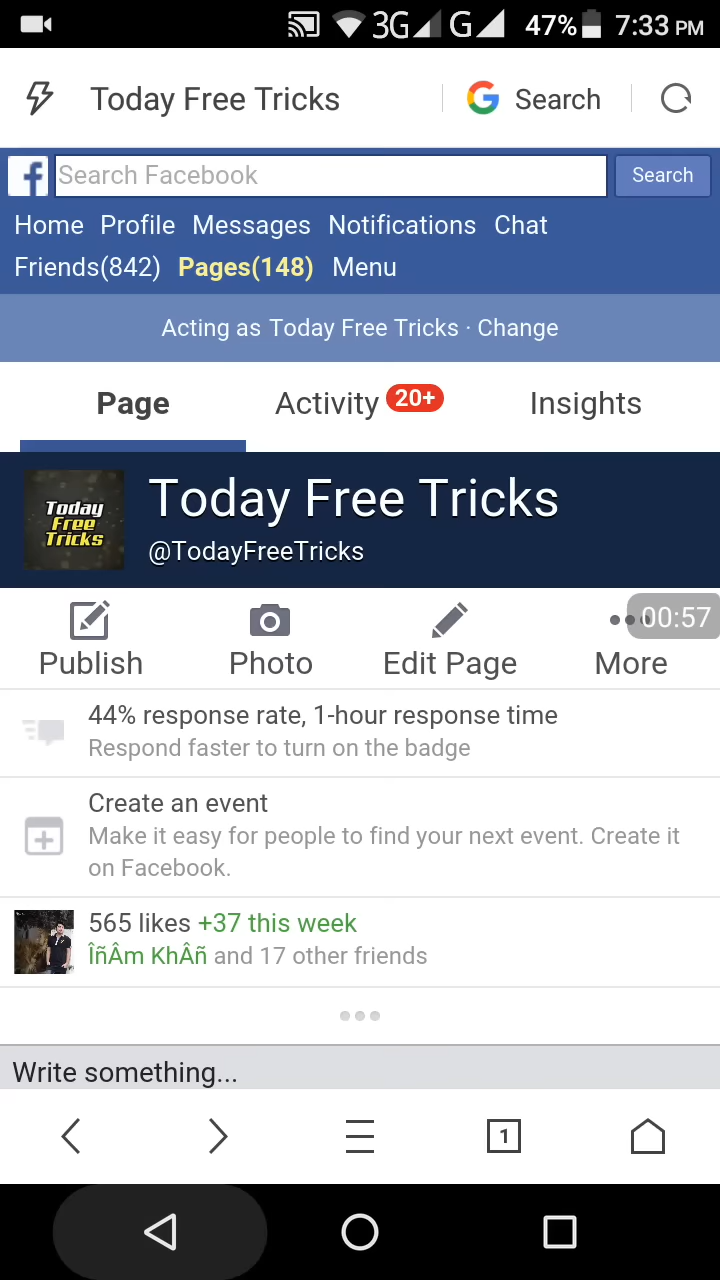 3G G 47% 7:33 PM
Today Free Tricks Search
f Search Facebook Search
Home Profile Messages Notifications Chat
Friends(842) Pages(148) Menu
Acting as Today Free Tricks · Change
Page Activity 20+ Insights
Today
Free
Tricks
Today Free Tricks
@TodayFreeTricks
00:57
Publish Photo Edit Page More
44% response rate, 1-hour response time
Respond faster to turn on the badge
Create an event
Make it easy for people to find your next event. Create it
on Facebook.
565 likes +37 this week
ÎñÂm KhÂñ and 17 other friends
Write something...
1